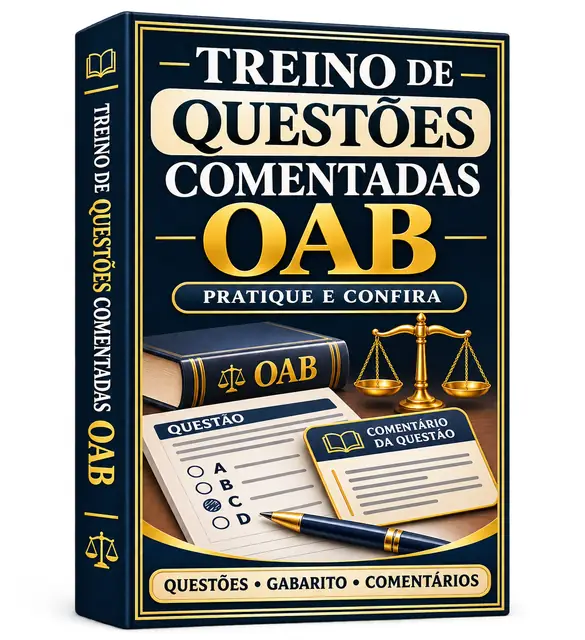 TREINO DE QUESTÕES COMENTADAS OAB
TREINO DE
QUESTÕES
COMENTADAS
OAB
PRATIQUE E CONFIRA
OAB
QUESTÃO
A
B
C
D
COMENTÁRIO
DA QUESTÃO
QUESTÕES • GABARITO • COMENTÁRIOS